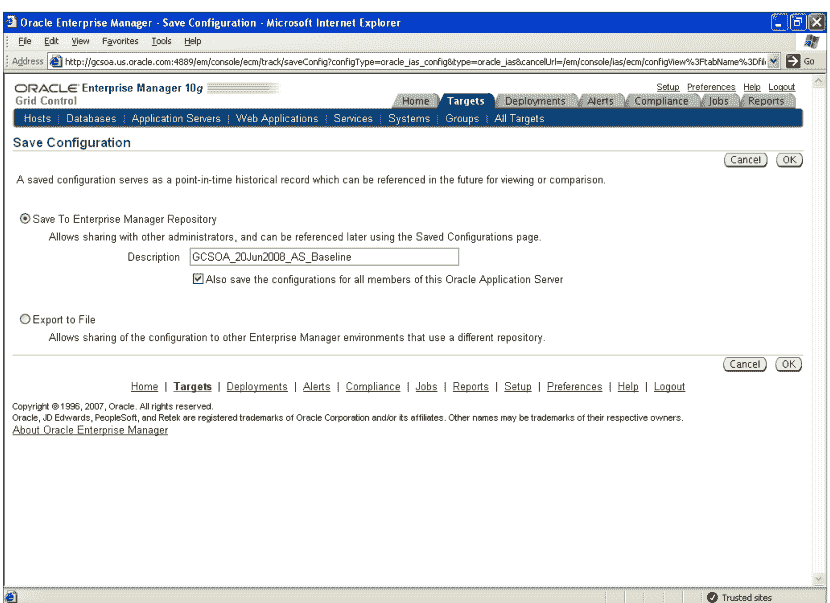 Oracle Enterprise Manager - Save Configuration - Microsoft Internet Explorer
File Edit View Favorites Tools Help
Address http://gcsoa.us.oracle.com:4889/em/console/ecm/track/saveConfig?configType=oracle_ias_config&type=oracle_ias&cancelUrl=/em/console/ias/ecm/configView%3FtabName%3Dfil Go
ORACLE Enterprise Manager 10g
Setup Preferences Help Logout
Grid Control
Home Targets Deployments Alerts Compliance Jobs Reports
Hosts | Databases | Application Servers | Web Applications | Services | Systems | Groups | All Targets
Save Configuration
Cancel OK
A saved configuration serves as a point-in-time historical record which can be referenced in the future for viewing or comparison.
Save To Enterprise Manager Repository
Allows sharing with other administrators, and can be referenced later using the Saved Configurations page.
Description GCSOA_20Jun2008_AS_Baseline
Also save the configurations for all members of this Oracle Application Server
Export to File
Allows sharing of the configuration to other Enterprise Manager environments that use a different repository.
Cancel OK
Home | Targets | Deployments | Alerts | Compliance | Jobs | Reports | Setup | Preferences | Help | Logout
Copyright © 1996, 2007, Oracle. All rights reserved.
Oracle, JD Edwards, PeopleSoft, and Retek are registered trademarks of Oracle Corporation and/or its affiliates. Other names may be trademarks of their respective owners.
About Oracle Enterprise Manager
Trusted sites